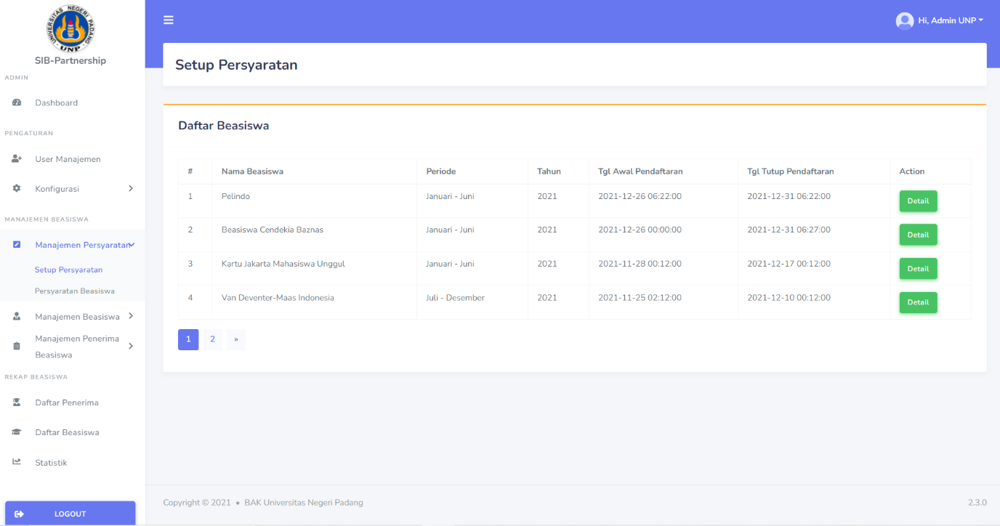 UNIVERSITAS NEGERI PADANG
UNP
SIB-Partnership
ADMIN
Dashboard
PENGATURAN
User Manajemen
Konfigurasi
MANAJEMEN BEASISWA
Manajemen Persyaratan
Setup Persyaratan
Persyaratan Beasiswa
Manajemen Beasiswa
Manajemen Penerima
Beasiswa
REKAP BEASISWA
Daftar Penerima
Daftar Beasiswa
Statistik
LOGOUT
Hi, Admin UNP
Setup Persyaratan
Daftar Beasiswa
# Nama Beasiswa Periode Tahun Tgl Awal Pendaftaran Tgl Tutup Pendaftaran Action
1 Pelindo Januari - Juni 2021 2021-12-26 06:22:00 2021-12-31 06:22:00 Detail
2 Beasiswa Cendekia Baznas Januari - Juni 2021 2021-12-26 00:00:00 2021-12-31 06:27:00 Detail
3 Kartu Jakarta Mahasiswa Unggul Januari - Juni 2021 2021-11-28 00:12:00 2021-12-17 00:12:00 Detail
4 Van Deventer-Maas Indonesia Juli - Desember 2021 2021-11-25 02:12:00 2021-12-10 00:12:00 Detail
1 2 »
Copyright © 2021 • BAK Universitas Negeri Padang 2.3.0